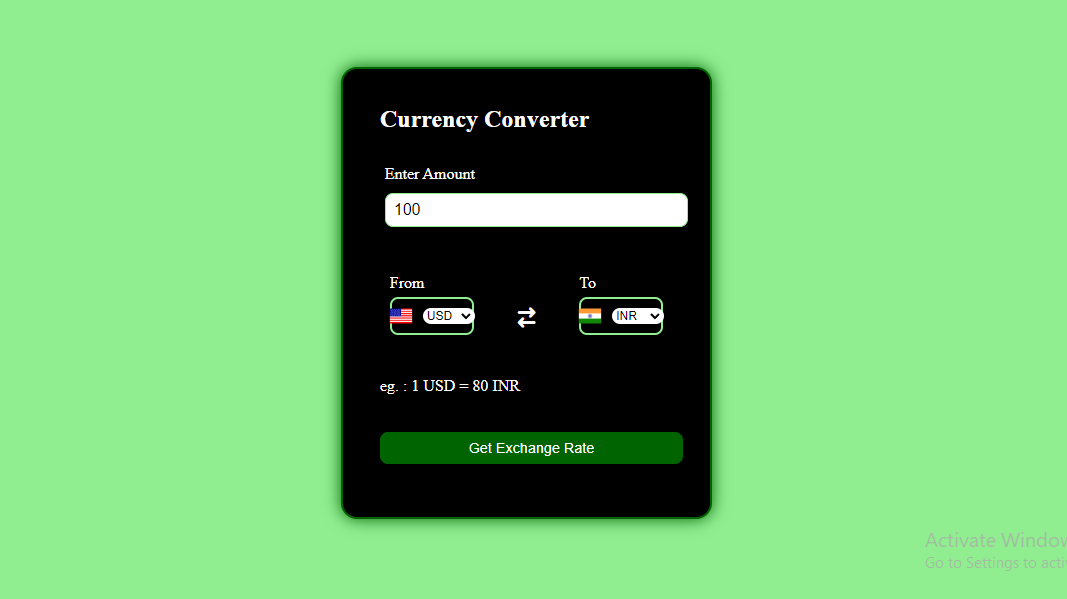 Currency Converter
Enter Amount
100
From
To
USD
INR
eg. : 1 USD = 80 INR
Get Exchange Rate
Activate Window
Go to Settings to acti